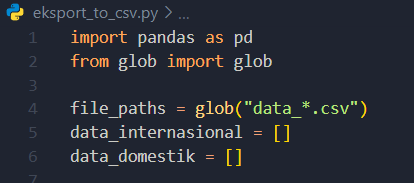 eksport_to_csv.py > ...
1 import pandas as pd
2 from glob import glob
3
4 file_paths = glob("data_*.csv")
5 data_internasional = []
6 data_domestik = []
7